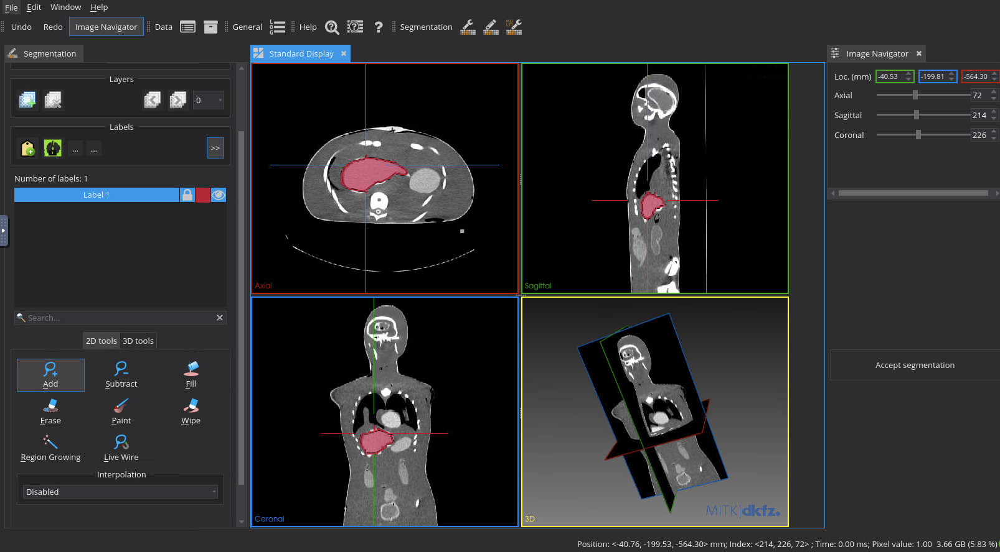 File Edit Window Help
Undo Redo Image Navigator Data General LOG Help ? Segmentation
Segmentation
Standard Display
Image Navigator
Layers
0
Labels
... ... >>
Number of labels: 1
Label 1
Search...
2D tools 3D tools
Add Subtract Fill
Erase Paint Wipe
Region Growing Live Wire
Interpolation
Disabled
Axial
Sagittal
Coronal
3D
MITK dkfz.
Loc. (mm) -40.53 -199.81 -564.30
Axial 72
Sagittal 214
Coronal 226
Accept segmentation
Position: <-40.76, -199.53, -564.30> mm; Index: <214, 226, 72> ; Time: 0.00 ms; Pixel value: 1.00 3.66 GB (5.83 %)